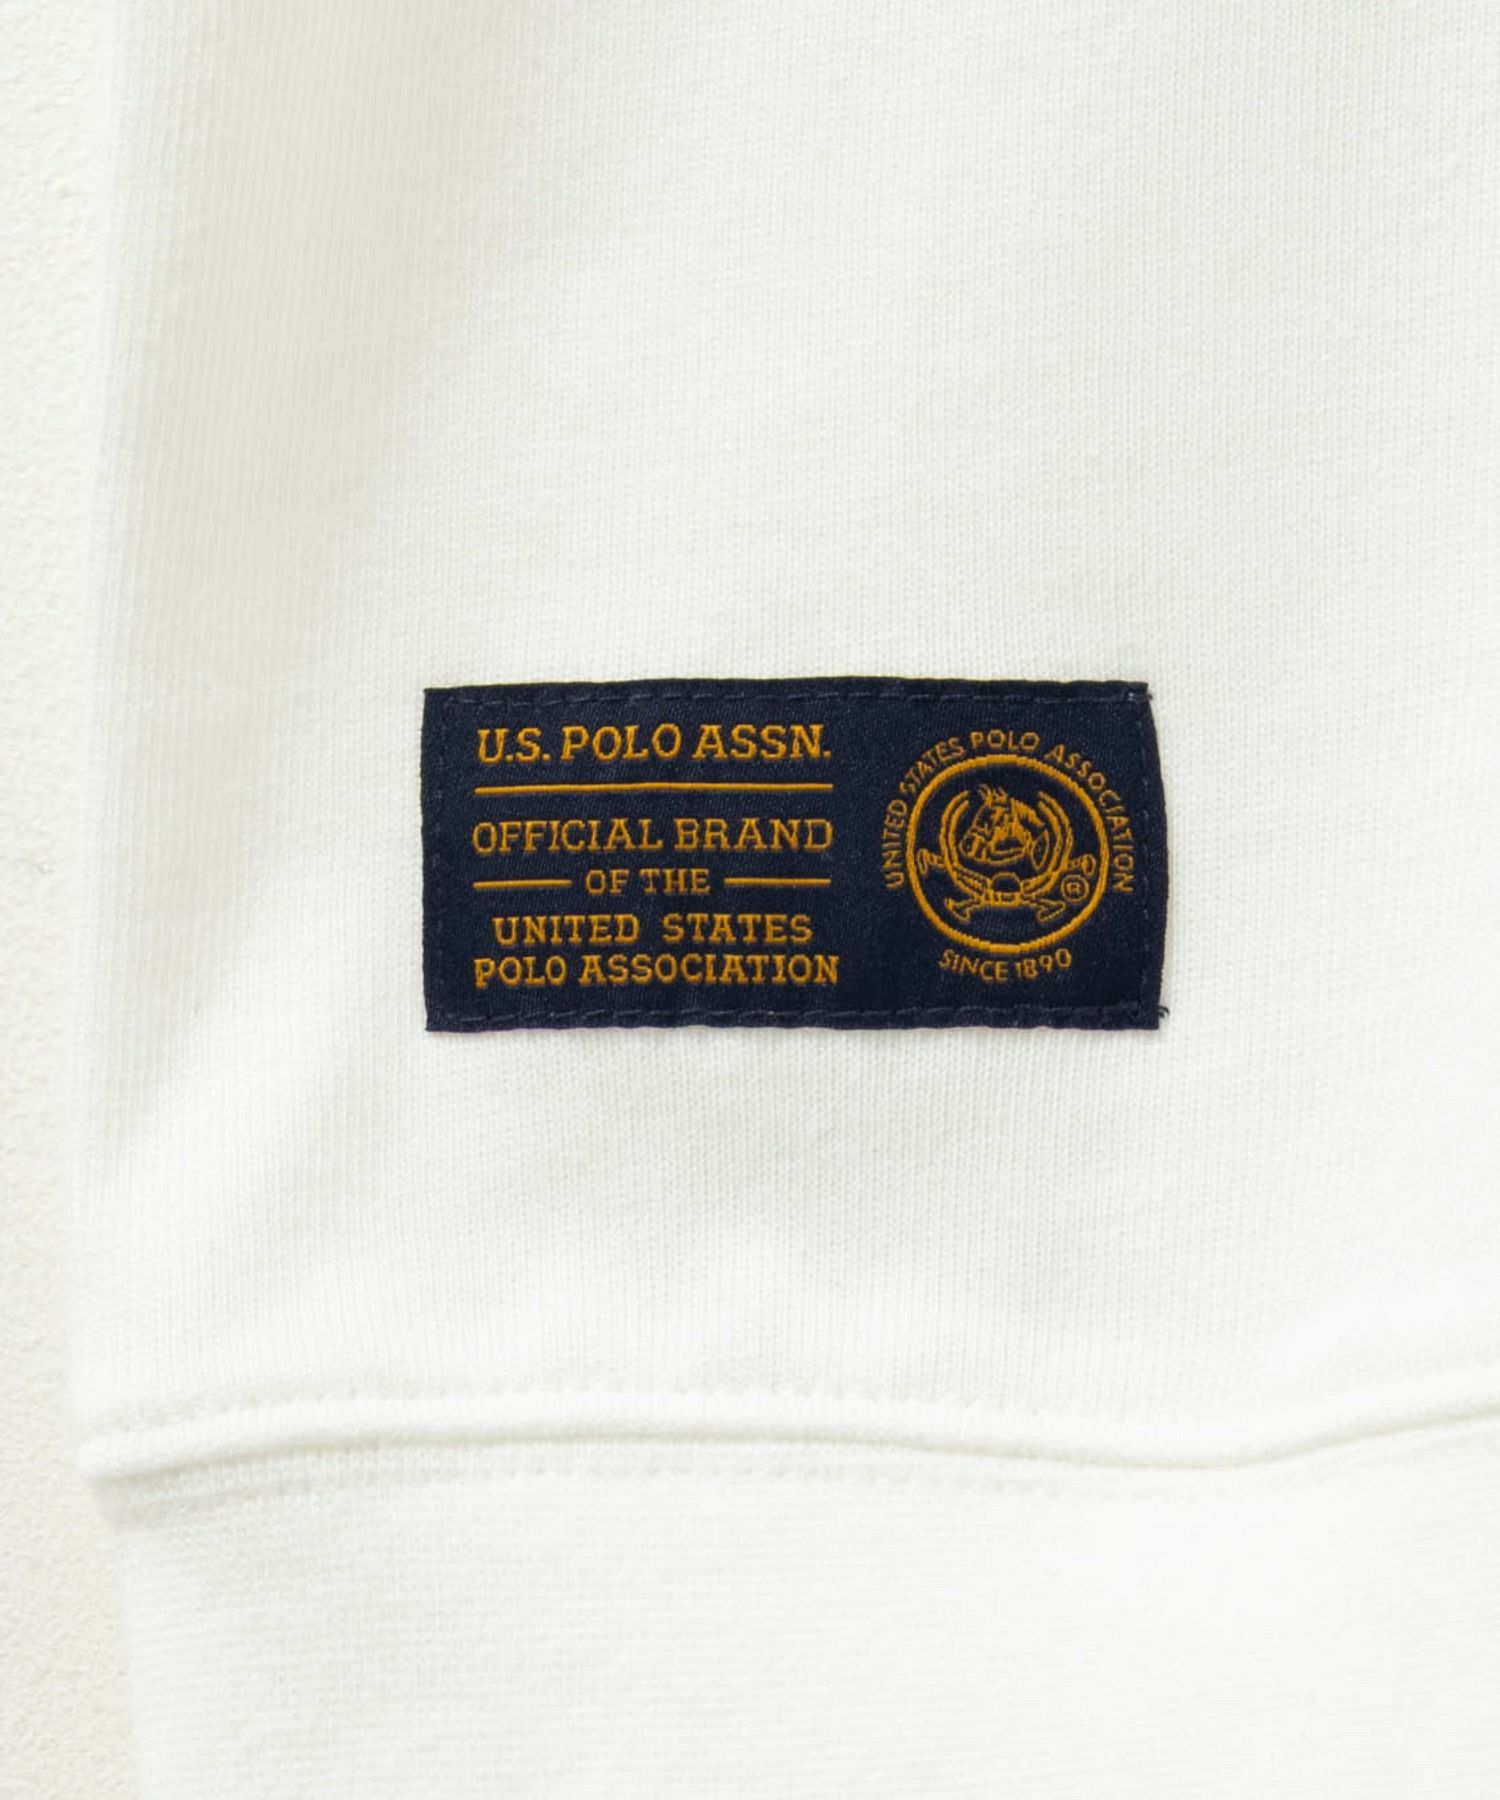 U.S. POLO ASSN.
OFFICIAL BRAND
OF THE
UNITED STATES
POLO ASSOCIATION
UNITED STATES POLO ASSOCIATION
®
SINCE 1890